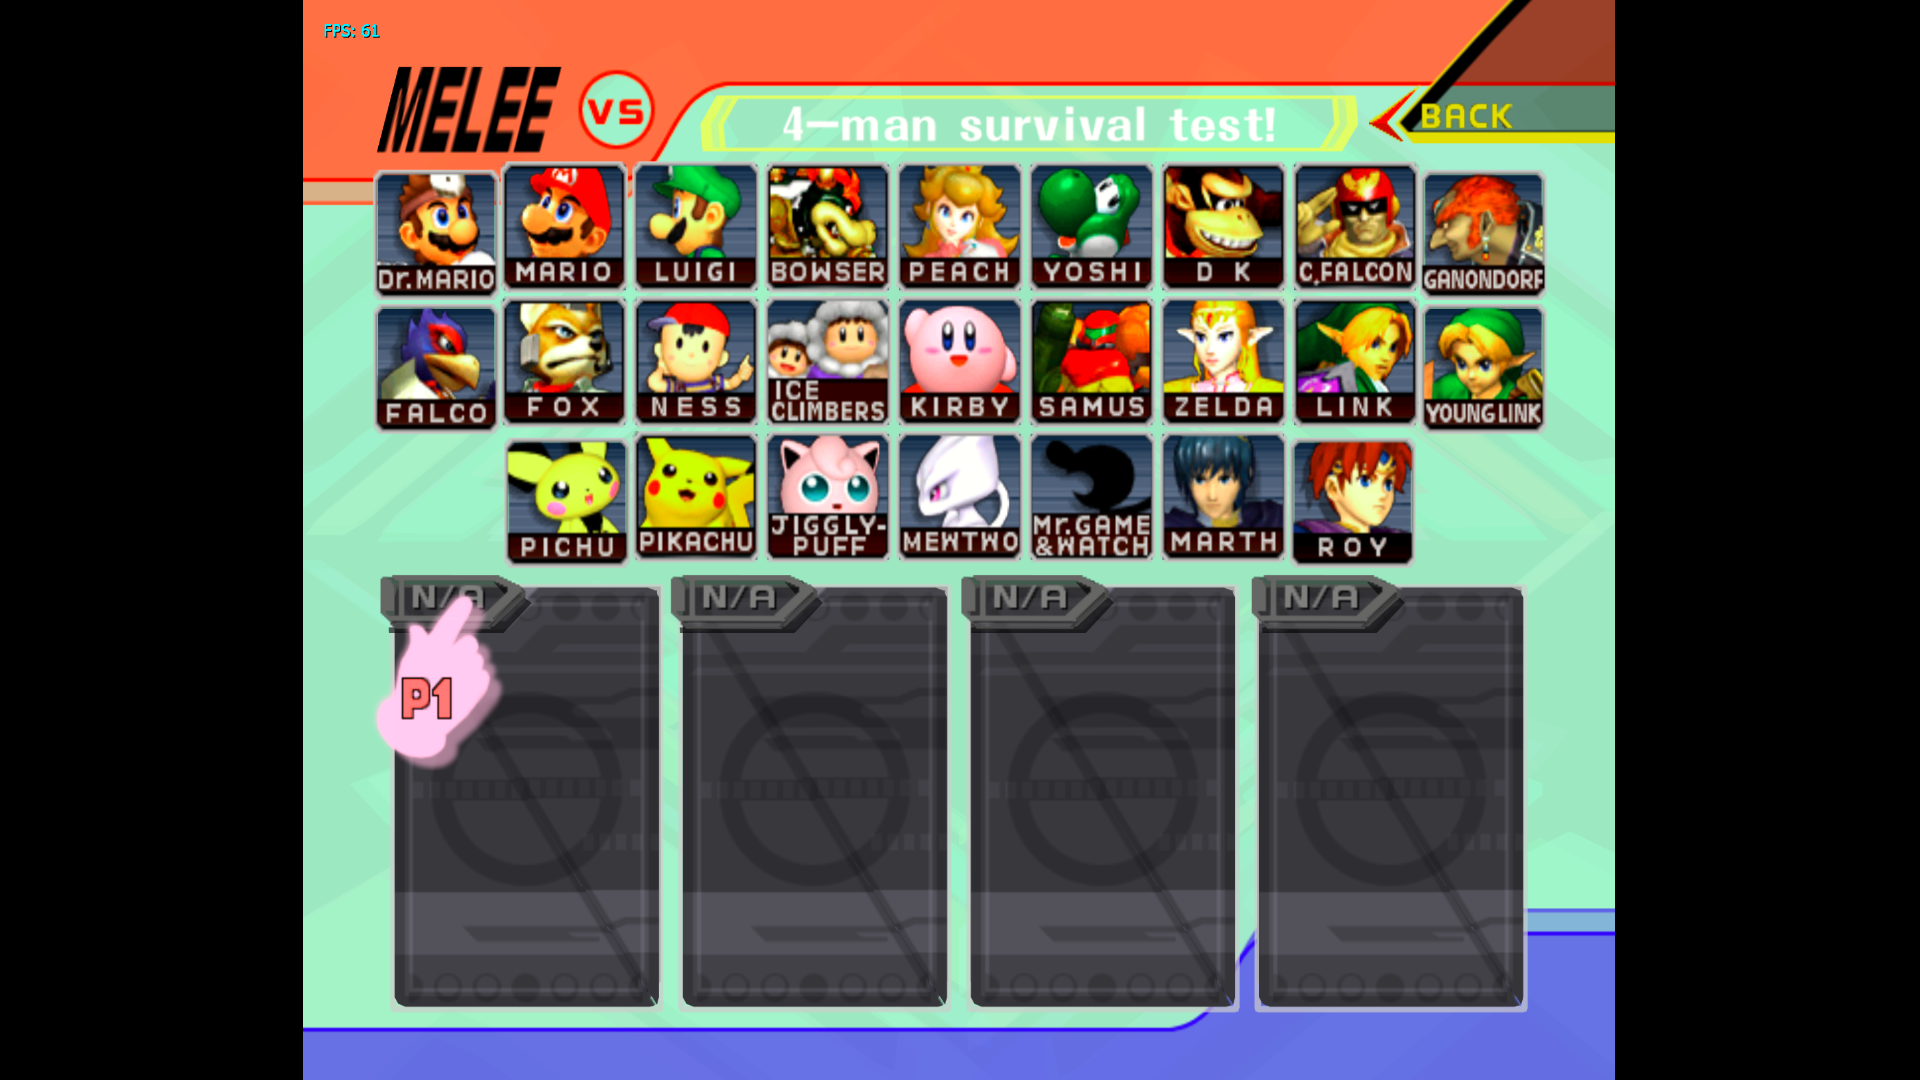 FPS: 61
MELEE VS 4-man survival test! BACK
Dr.MARIO MARIO LUIGI BOWSER PEACH YOSHI D K C.FALCON GANONDORF
FALCO FOX NESS ICE CLIMBERS KIRBY SAMUS ZELDA LINK YOUNG LINK
PICHU PIKACHU JIGGLY-PUFF MEWTWO Mr.GAME &WATCH MARTH ROY
N/A N/A N/A N/A
P1